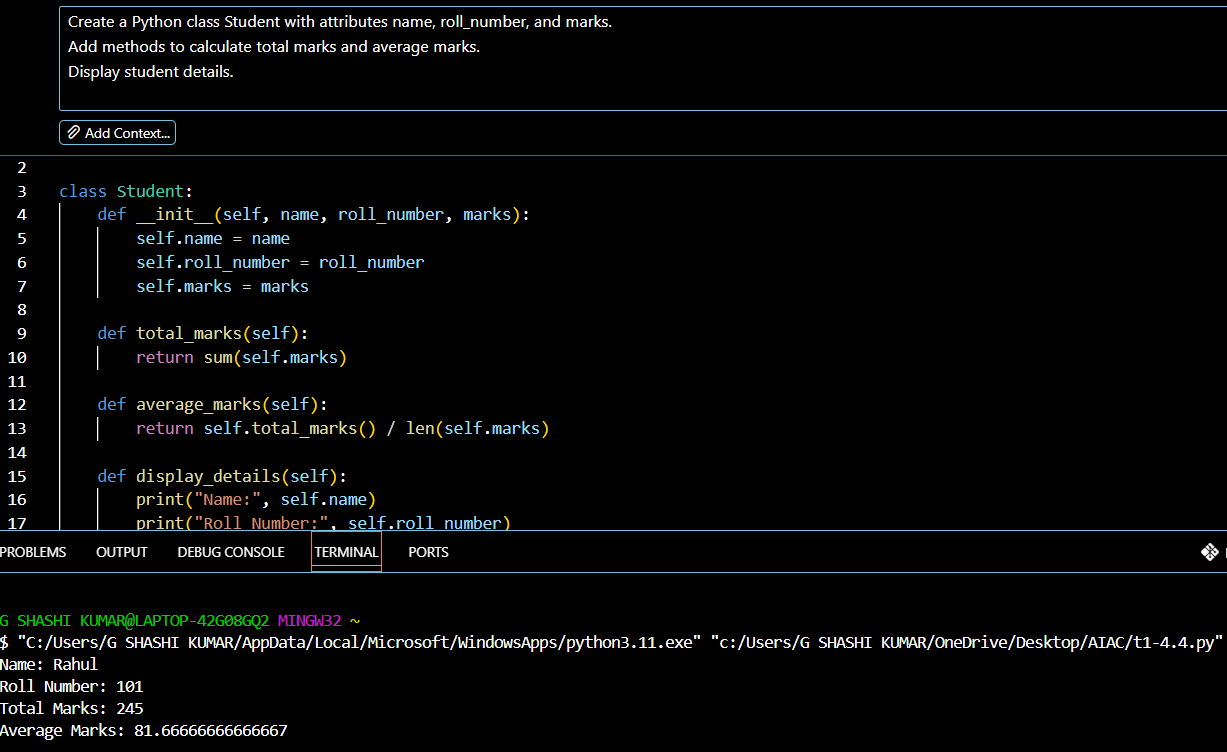 Create a Python class Student with attributes name, roll_number, and marks.
Add methods to calculate total marks and average marks.
Display student details.
Add Context...
2
3 class Student:
4     def __init__(self, name, roll_number, marks):
5         self.name = name
6         self.roll_number = roll_number
7         self.marks = marks
8
9     def total_marks(self):
10         return sum(self.marks)
11
12     def average_marks(self):
13         return self.total_marks() / len(self.marks)
14
15     def display_details(self):
16         print("Name:", self.name)
17         print("Roll Number:", self.roll_number)
PROBLEMS OUTPUT DEBUG CONSOLE TERMINAL PORTS
G SHASHI KUMAR@LAPTOP-42G08GQ2 MINGW32 ~
$ "C:/Users/G SHASHI KUMAR/AppData/Local/Microsoft/WindowsApps/python3.11.exe" "c:/Users/G SHASHI KUMAR/OneDrive/Desktop/AIAC/t1-4.4.py"
Name: Rahul
Roll Number: 101
Total Marks: 245
Average Marks: 81.66666666666667